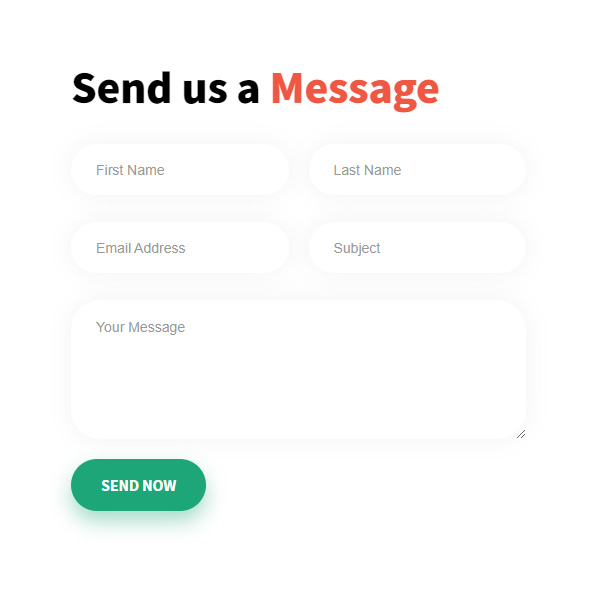 Send us a Message
First Name
Last Name
Email Address
Subject
Your Message
SEND NOW